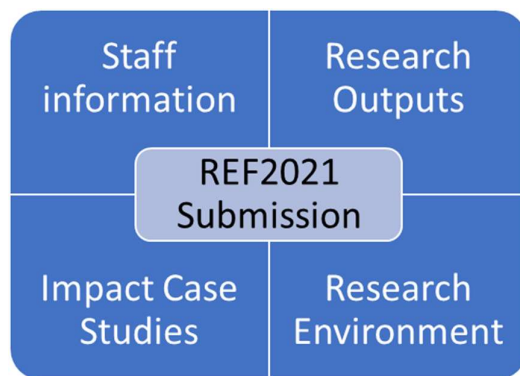 Staff
information
Research
Outputs
REF2021
Submission
Impact Case
Studies
Research
Environment